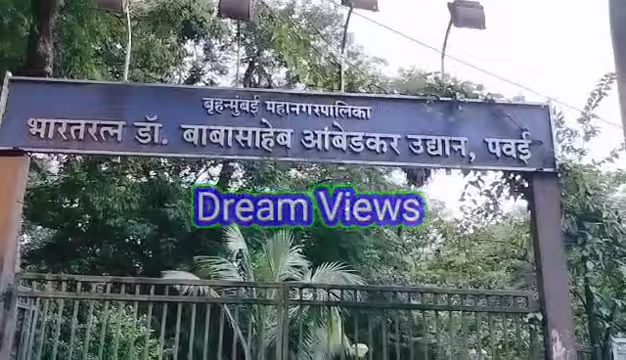 बृहन्मुंबई महानगरपालिका
भारतरत्न डॉ. बाबासाहेब आंबेडकर उद्यान, पवई
Dream Views